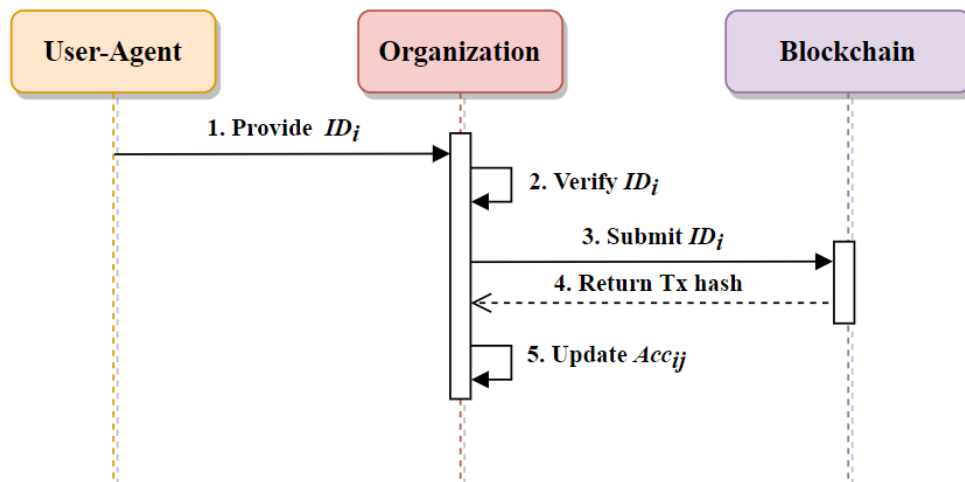 User-Agent
Organization
Blockchain
1. Provide IDi
2. Verify IDi
3. Submit IDi
4. Return Tx hash
5. Update Accij